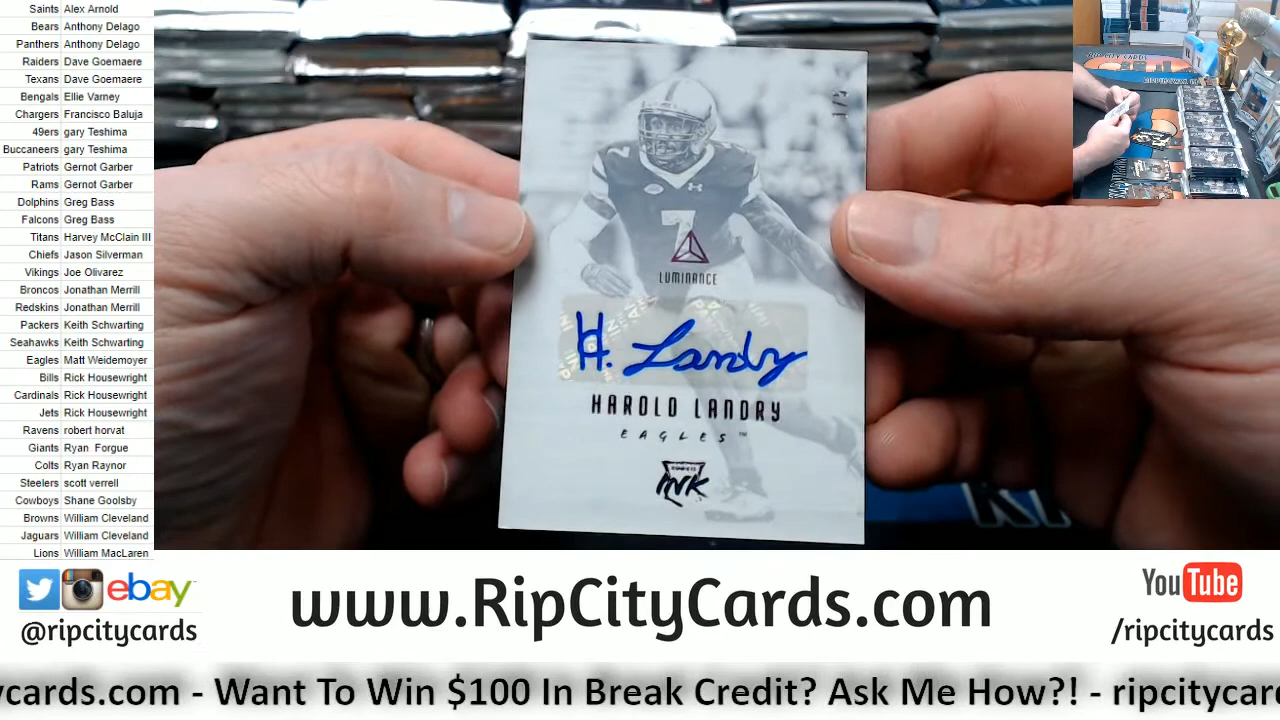 Saints Alex Arnold
Bears Anthony Delago
Panthers Anthony Delago
Raiders Dave Goemaere
Texans Dave Goemaere
Bengals Ellie Varney
Chargers Francisco Baluja
49ers gary Teshima
Buccaneers gary Teshima
Patriots Gernot Garber
Rams Gernot Garber
Dolphins Greg Bass
Falcons Greg Bass
Titans Harvey McClain III
Chiefs Jason Silverman
Vikings Joe Olivarez
Broncos Jonathan Merrill
Redskins Jonathan Merrill
Packers Keith Schwarting
Seahawks Keith Schwarting
Eagles Matt Weidemoyer
Bills Rick Housewright
Cardinals Rick Housewright
Jets Rick Housewright
Ravens robert horvat
Giants Ryan Forgue
Colts Ryan Raynor
Steelers scott verrell
Cowboys Shane Goolsby
Browns William Cleveland
Jaguars William Cleveland
Lions William MacLaren
7
LUMINANCE
H. Landry
HAROLD LANDRY
EAGLES™
INK
RIP CITY CARDS
ebay
@ripcitycards
www.RipCityCards.com
YouTube
/ripcitycards
ycards.com - Want To Win $100 In Break Credit? Ask Me How?! - ripcitycard